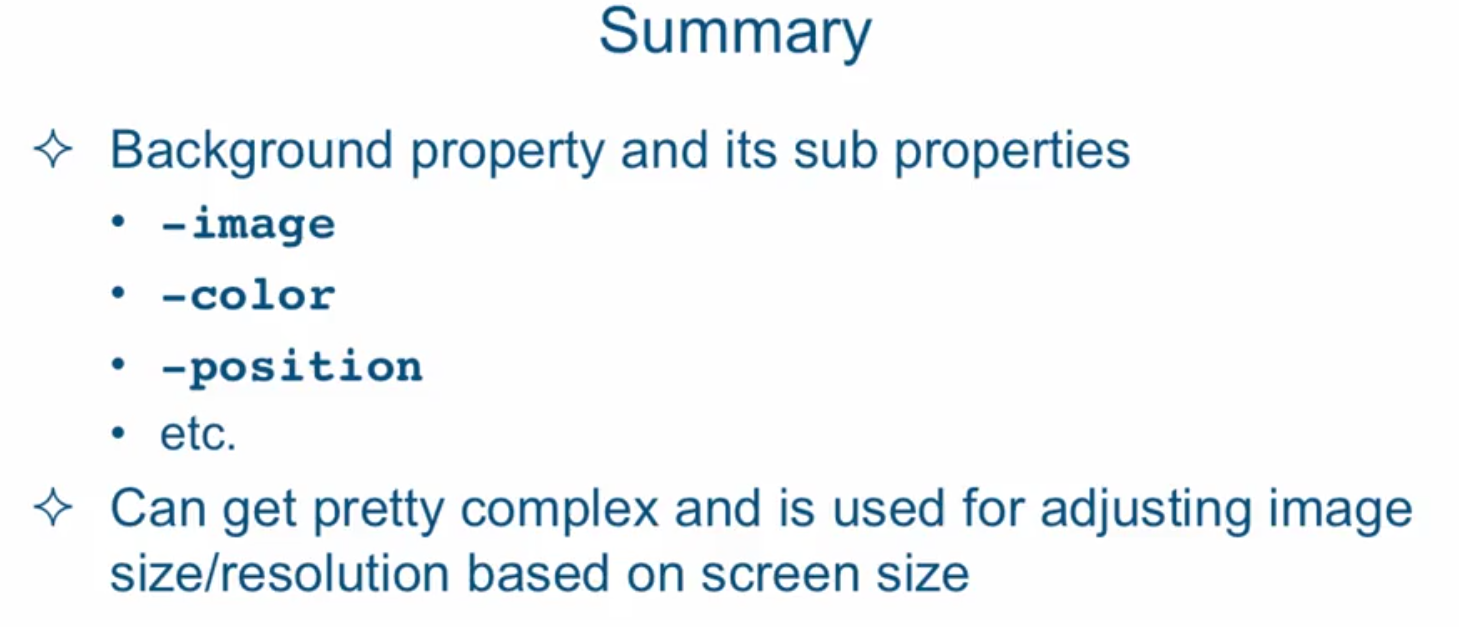 Summary
✧ Background property and its sub properties
• -image
• -color
• -position
• etc.
✧ Can get pretty complex and is used for adjusting image
size/resolution based on screen size